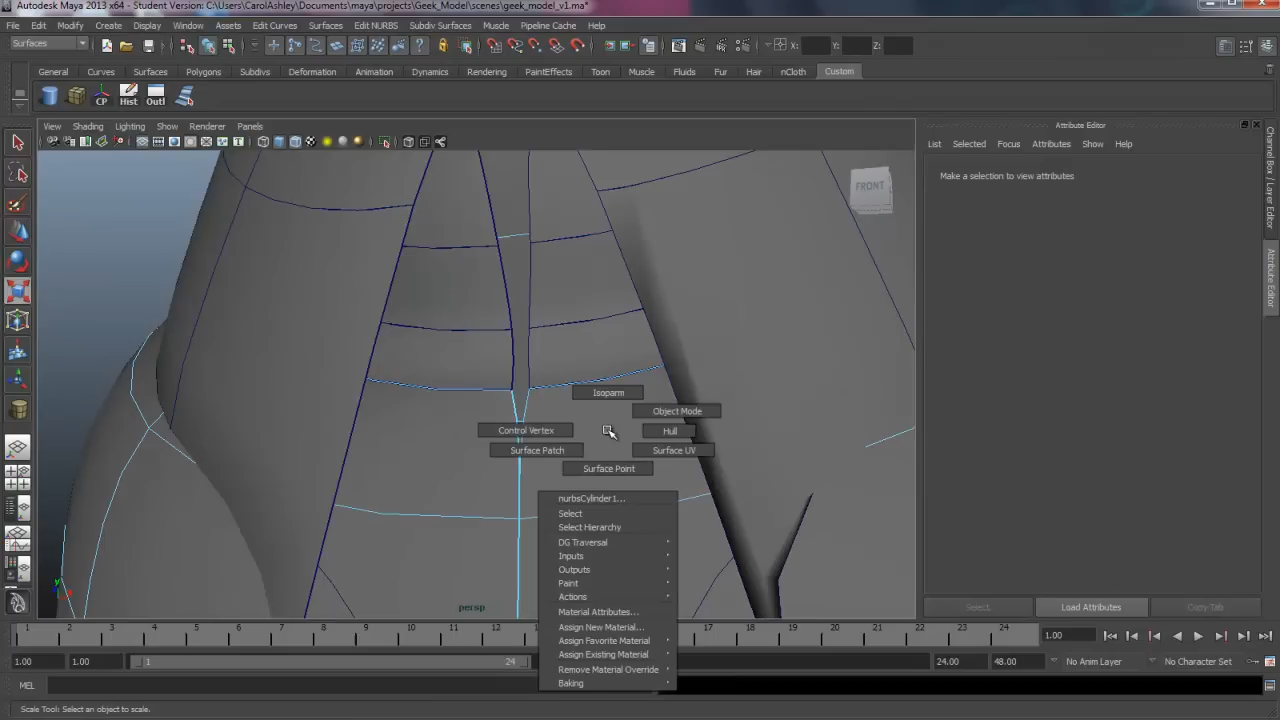 Autodesk Maya 2013 x64 - Student Version: C:\Users\CarolAshley\Documents\maya\projects\Geek_Model\scenes\geek_model_v1.ma*
File Edit Modify Create Display Window Assets Edit Curves Surfaces Edit NURBS Subdiv Surfaces Muscle Pipeline Cache Help
Surfaces X: Y: Z:
General Curves Surfaces Polygons Subdivs Deformation Animation Dynamics Rendering PaintEffects Toon Muscle Fluids Fur Hair nCloth Custom
CP Hist Outl
View Shading Lighting Show Renderer Panels
Attribute Editor
List Selected Focus Attributes Show Help
Make a selection to view attributes
Channel Box / Layer Editor
Attribute Editor
FRONT
Isoparm
Object Mode
Control Vertex
Hull
Surface Patch
Surface UV
Surface Point
nurbsCylinder1...
Select
Select Hierarchy
DG Traversal
Inputs
Outputs
Paint
Actions
Material Attributes...
Assign New Material...
Assign Favorite Material
Assign Existing Material
Remove Material Override
Baking
y
persp
Select Load Attributes Copy Tab
1 2 3 4 5 6 7 8 9 10 11 12 13 17 18 19 20 21 22 23 24 1.00
1.00 1.00 1 24 24.00 48.00 No Anim Layer No Character Set
MEL
Scale Tool: Select an object to scale.